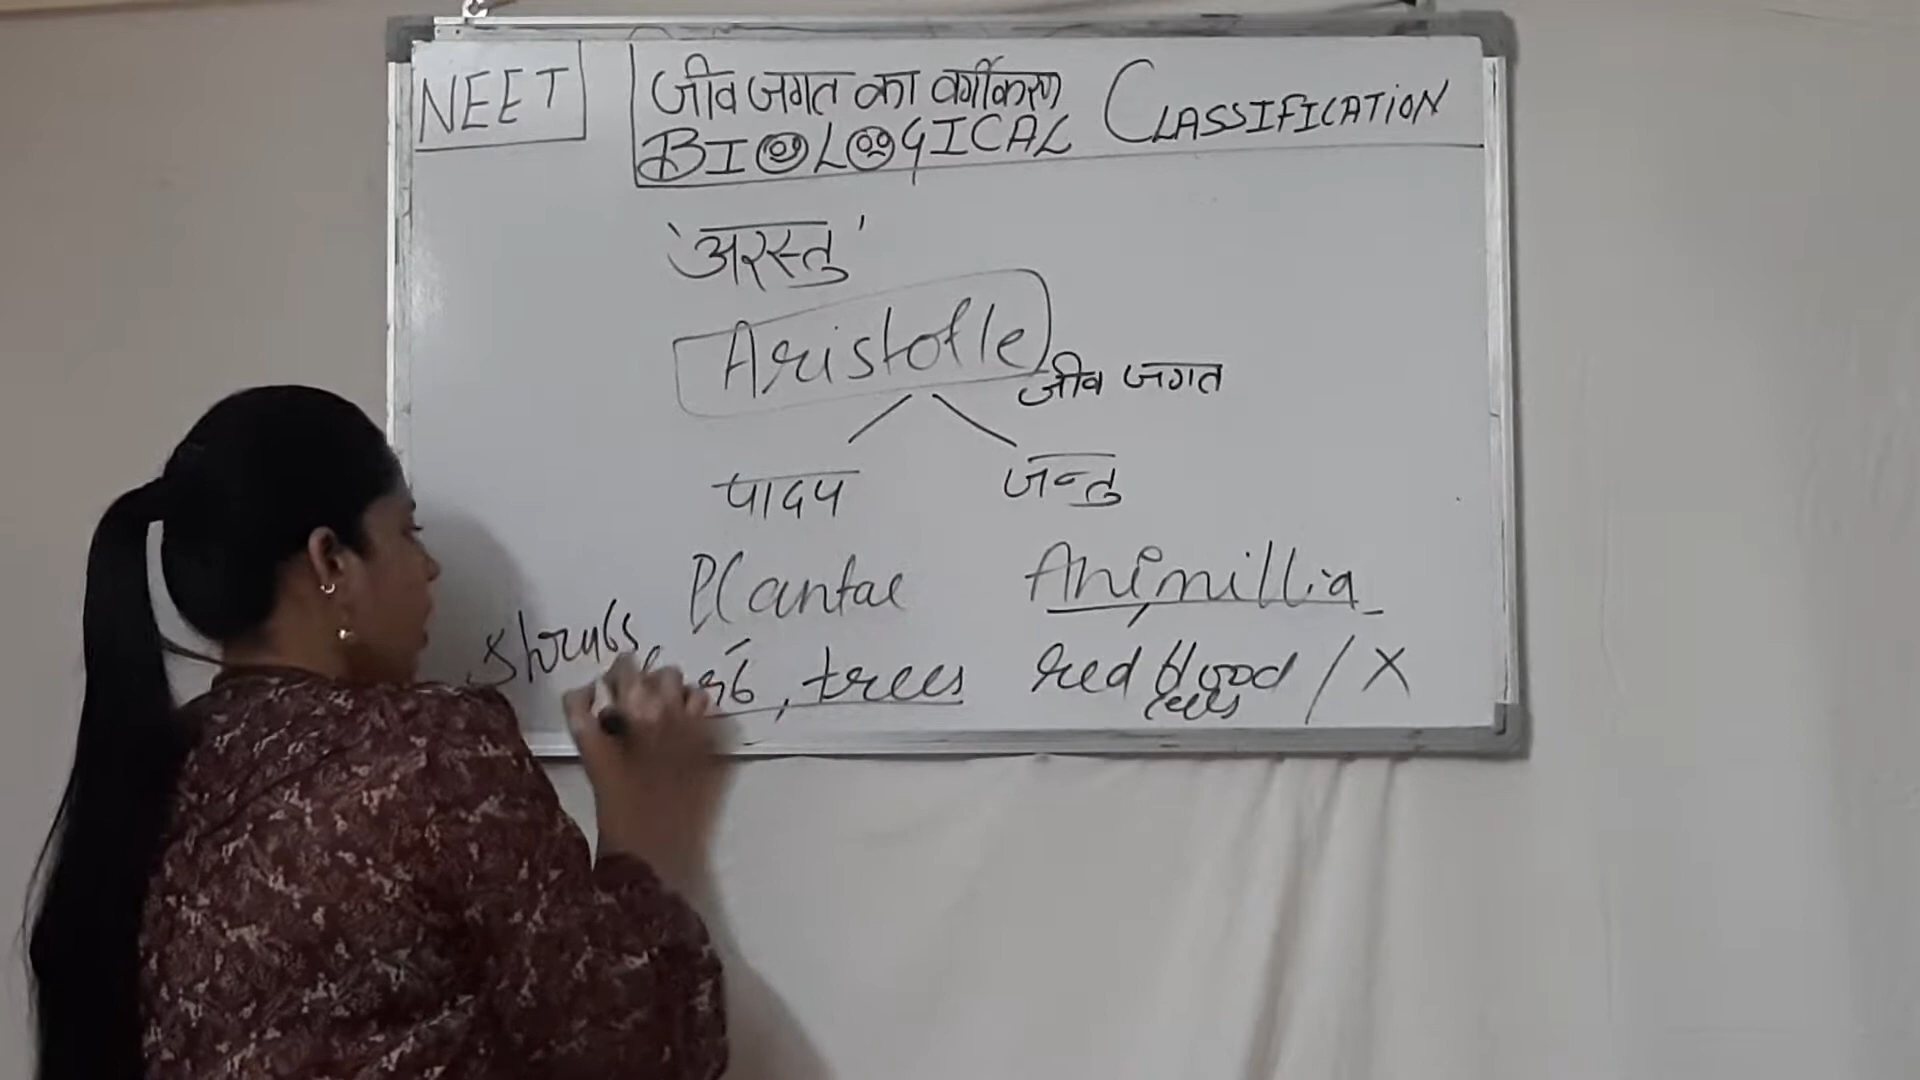 NEET
जीव जगत का वर्गीकरण
BIOLOGICAL CLASSIFICATION
'अरस्तु'
Aristotle
जीव जगत
पादप जन्तु
Plantae Animillia
shrubs, trees red blood / X
cells